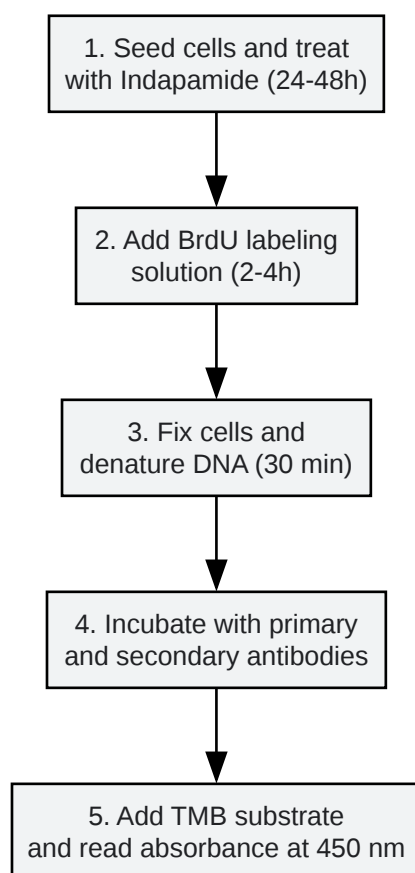 1. Seed cells and treat
with Indapamide (24-48h)
2. Add BrdU labeling
solution (2-4h)
3. Fix cells and
denature DNA (30 min)
4. Incubate with primary
and secondary antibodies
5. Add TMB substrate
and read absorbance at 450 nm